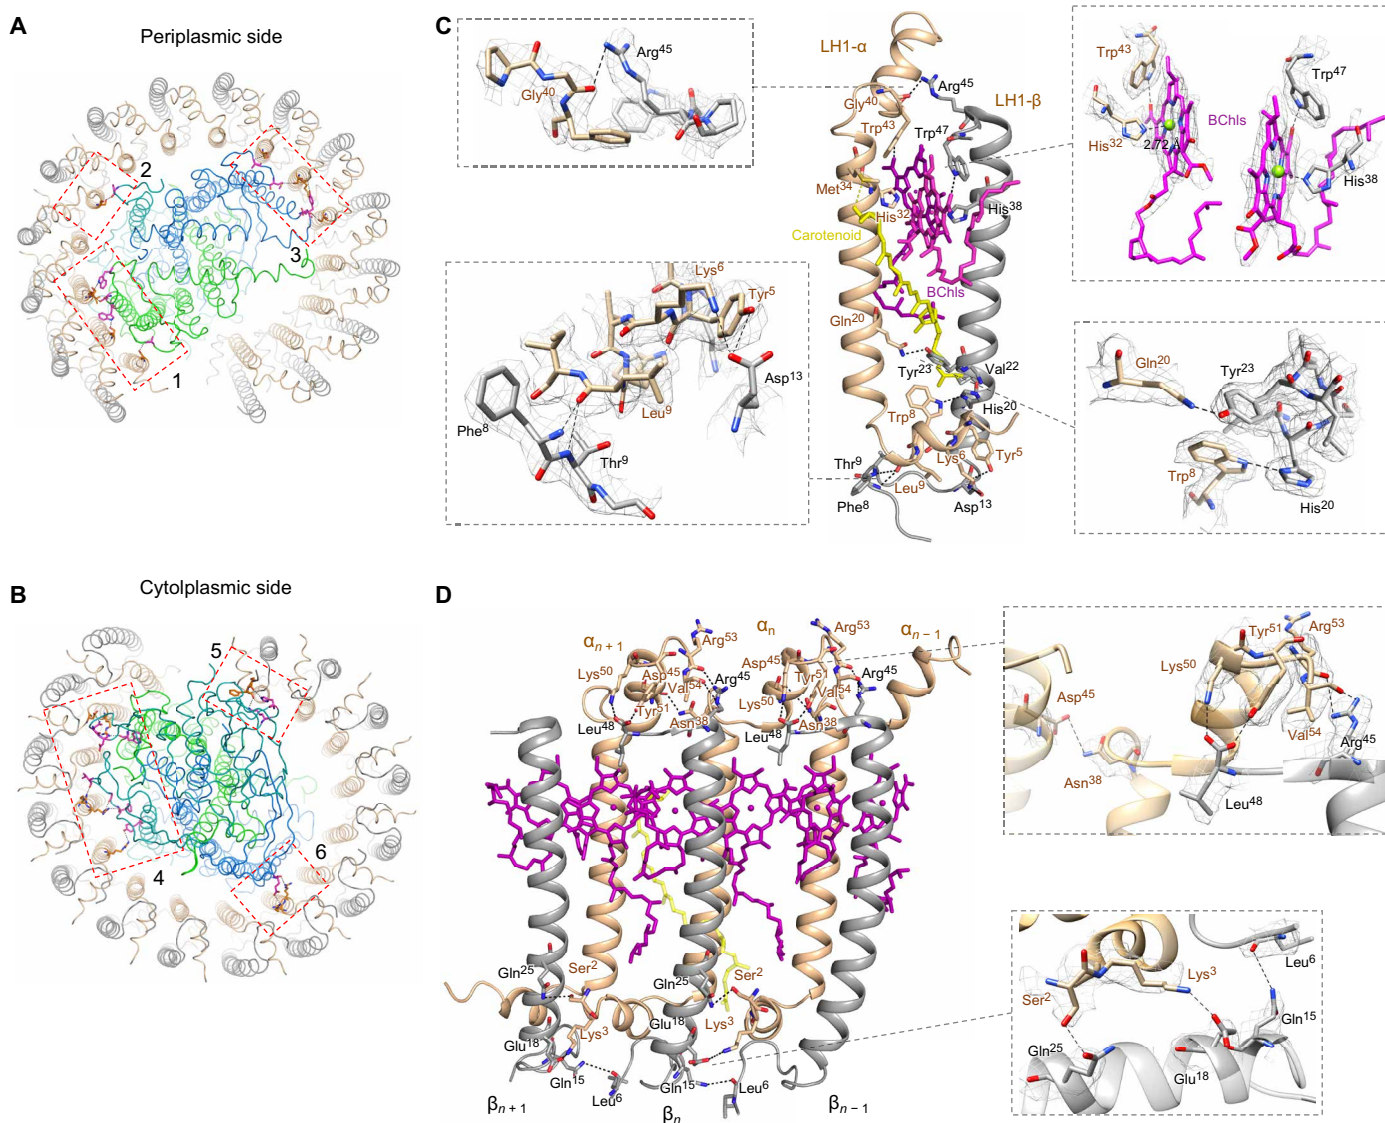 A
Periplasmic side
2
3
1
B
Cytolplasmic side
5
4
6
C
Arg45
Gly40
Lys6
Tyr5
Asp13
Leu9
Phe8
Thr9
LH1-α
Arg45
LH1-β
Gly40
Trp43
Trp47
Met34
His32
His38
Carotenoid
BChls
Gln20
Tyr23
Val22
Trp8
His20
Thr9
Lys6
Tyr5
Leu9
Phe8
Asp13
Trp43
Trp47
BChls
His32
2.72 Å
His38
Gln20
Tyr23
Trp8
His20
D
αn + 1
αn
αn − 1
Arg53
Arg53
Lys50
Asp45
Arg45
Asp45
Tyr51
Arg45
Val54
Lys50
Val54
Tyr51
Asn38
Asn38
Leu48
Leu48
Gln25
Ser2
Gln25
Ser2
Glu18
Lys3
Glu18
Lys3
Gln15
Leu6
Gln15
Leu6
βn + 1
βn
βn − 1
Tyr51
Arg53
Lys50
Asp45
Val54
Arg45
Asn38
Leu48
Leu6
Lys3
Ser2
Gln15
Gln25
Glu18